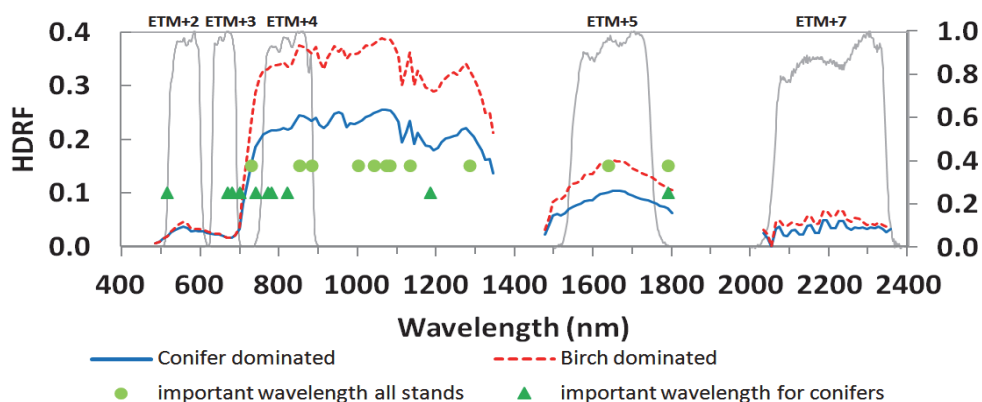 ETM+2 ETM+3 ETM+4 ETM+5 ETM+7
0.4 1.0
0.3 0.8
0.2 0.6
0.1 0.4
0.0 0.2
0.0
HDRF
400 600 800 1000 1200 1400 1600 1800 2000 2200 2400
Wavelength (nm)
Conifer dominated Birch dominated
important wavelength all stands important wavelength for conifers